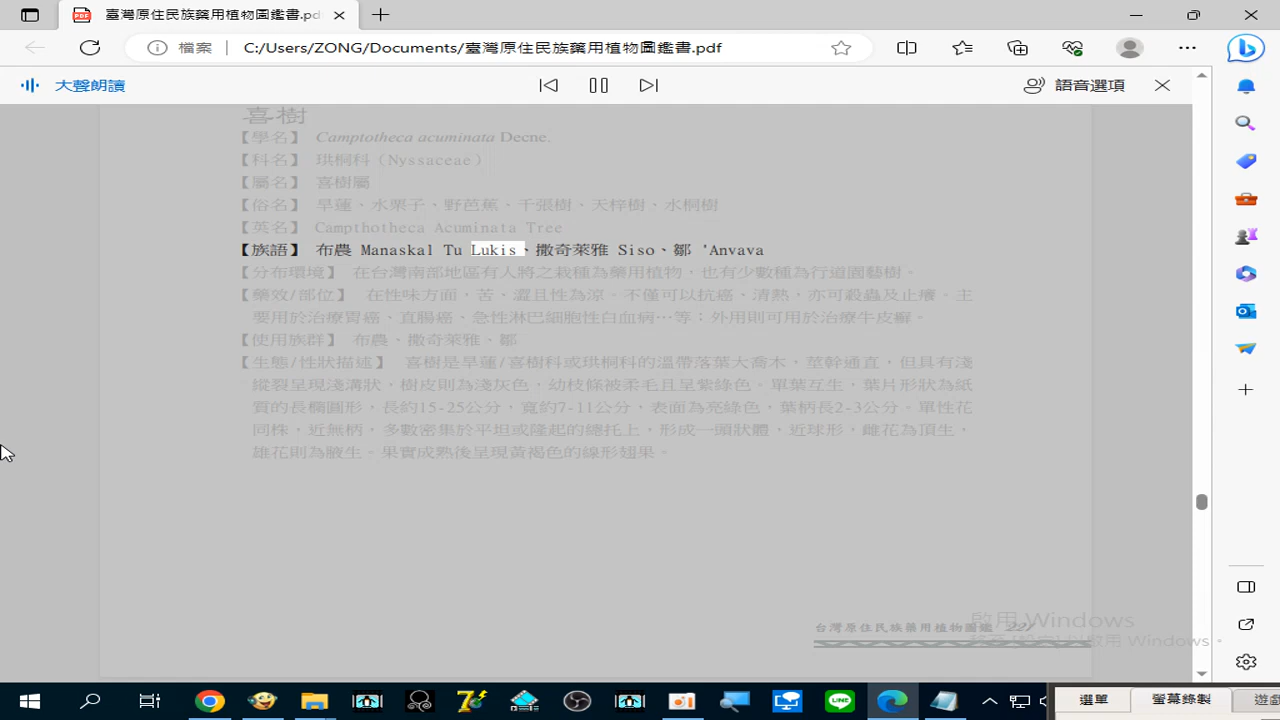 臺灣原住民族藥用植物圖鑑書.pd
檔案 C:/Users/ZONG/Documents/臺灣原住民族藥用植物圖鑑書.pdf
大聲朗讀 語音選項
喜樹
【學名】 Camptotheca acuminata Decne.
【科名】 珙桐科（Nyssaceae）
【屬名】 喜樹屬
【俗名】 旱蓮、水栗子、野芭蕉、千張樹、天梓樹、水桐樹
【英名】 Campthotheca Acuminata Tree
【族語】 布農 Manaskal Tu Lukis、撒奇萊雅 Siso、鄒 'Anvava
【分布環境】 在台灣南部地區有人將之栽種為藥用植物，也有少數種為行道園藝樹。
【藥效/部位】 在性味方面，苦、澀且性為涼。不僅可以抗癌、清熱，亦可殺蟲及止癢。主
要用於治療胃癌、直腸癌、急性淋巴細胞性白血病…等；外用則可用於治療牛皮癬。
【使用族群】 布農、撒奇萊雅、鄒
【生態/性狀描述】 喜樹是旱蓮/喜樹科或珙桐科的溫帶落葉大喬木，莖幹通直，但具有淺
縱裂呈現淺溝狀，樹皮則為淺灰色，幼枝條被柔毛且呈紫綠色。單葉互生，葉片形狀為紙
質的長橢圓形，長約15-25公分，寬約7-11公分，表面為亮綠色，葉柄長2-3公分。單性花
同株，近無柄，多數密集於平坦或隆起的總托上，形成一頭狀體，近球形，雌花為頂生，
雄花則為腋生。果實成熟後呈現黃褐色的線形翅果。
啟用 Windows
台灣原住民族藥用植物圖鑑 221
移至 [設定] 以啟用 Windows。
選單 螢幕錄製 遊戲